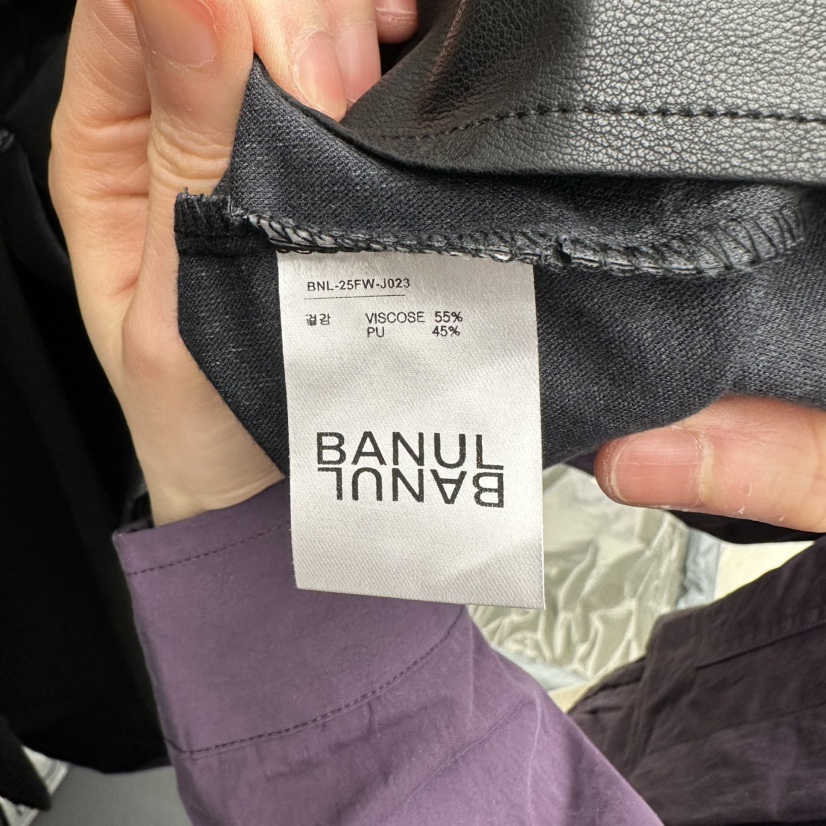 BNL-25FW-J023
겉감 VISCOSE 55%
PU 45%
BANUL
BANUL